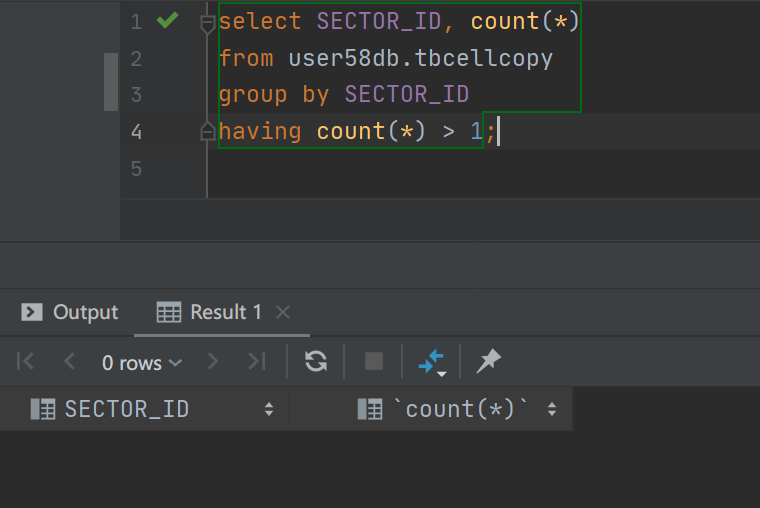 1 select SECTOR_ID, count(*)
2 from user58db.tbcellcopy
3 group by SECTOR_ID
4 having count(*) > 1;
5
Output Result 1
0 rows
SECTOR_ID `count(*)`